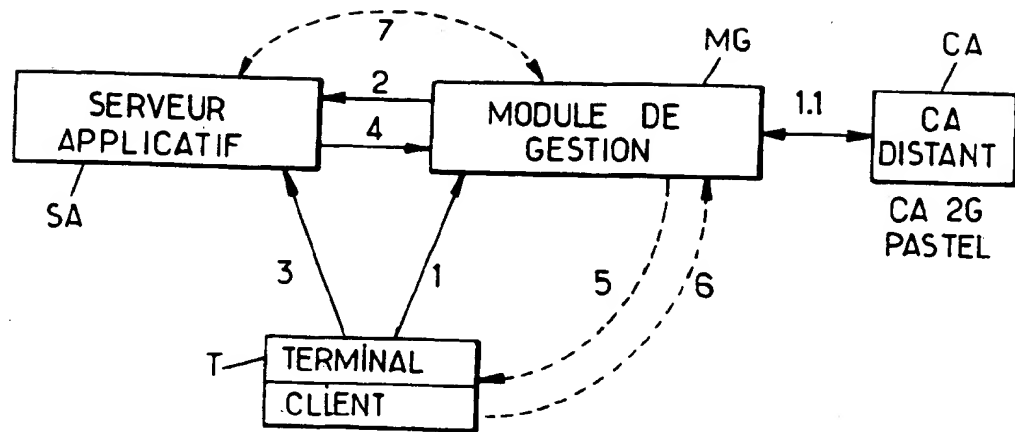 7
MG
CA
SERVEUR
APPLICATIF
2
4
MODULE DE
GESTION
1.1
CA
DISTANT
SA
CA 2G
PASTEL
3
1
5
6
T
TERMINAL
CLIENT